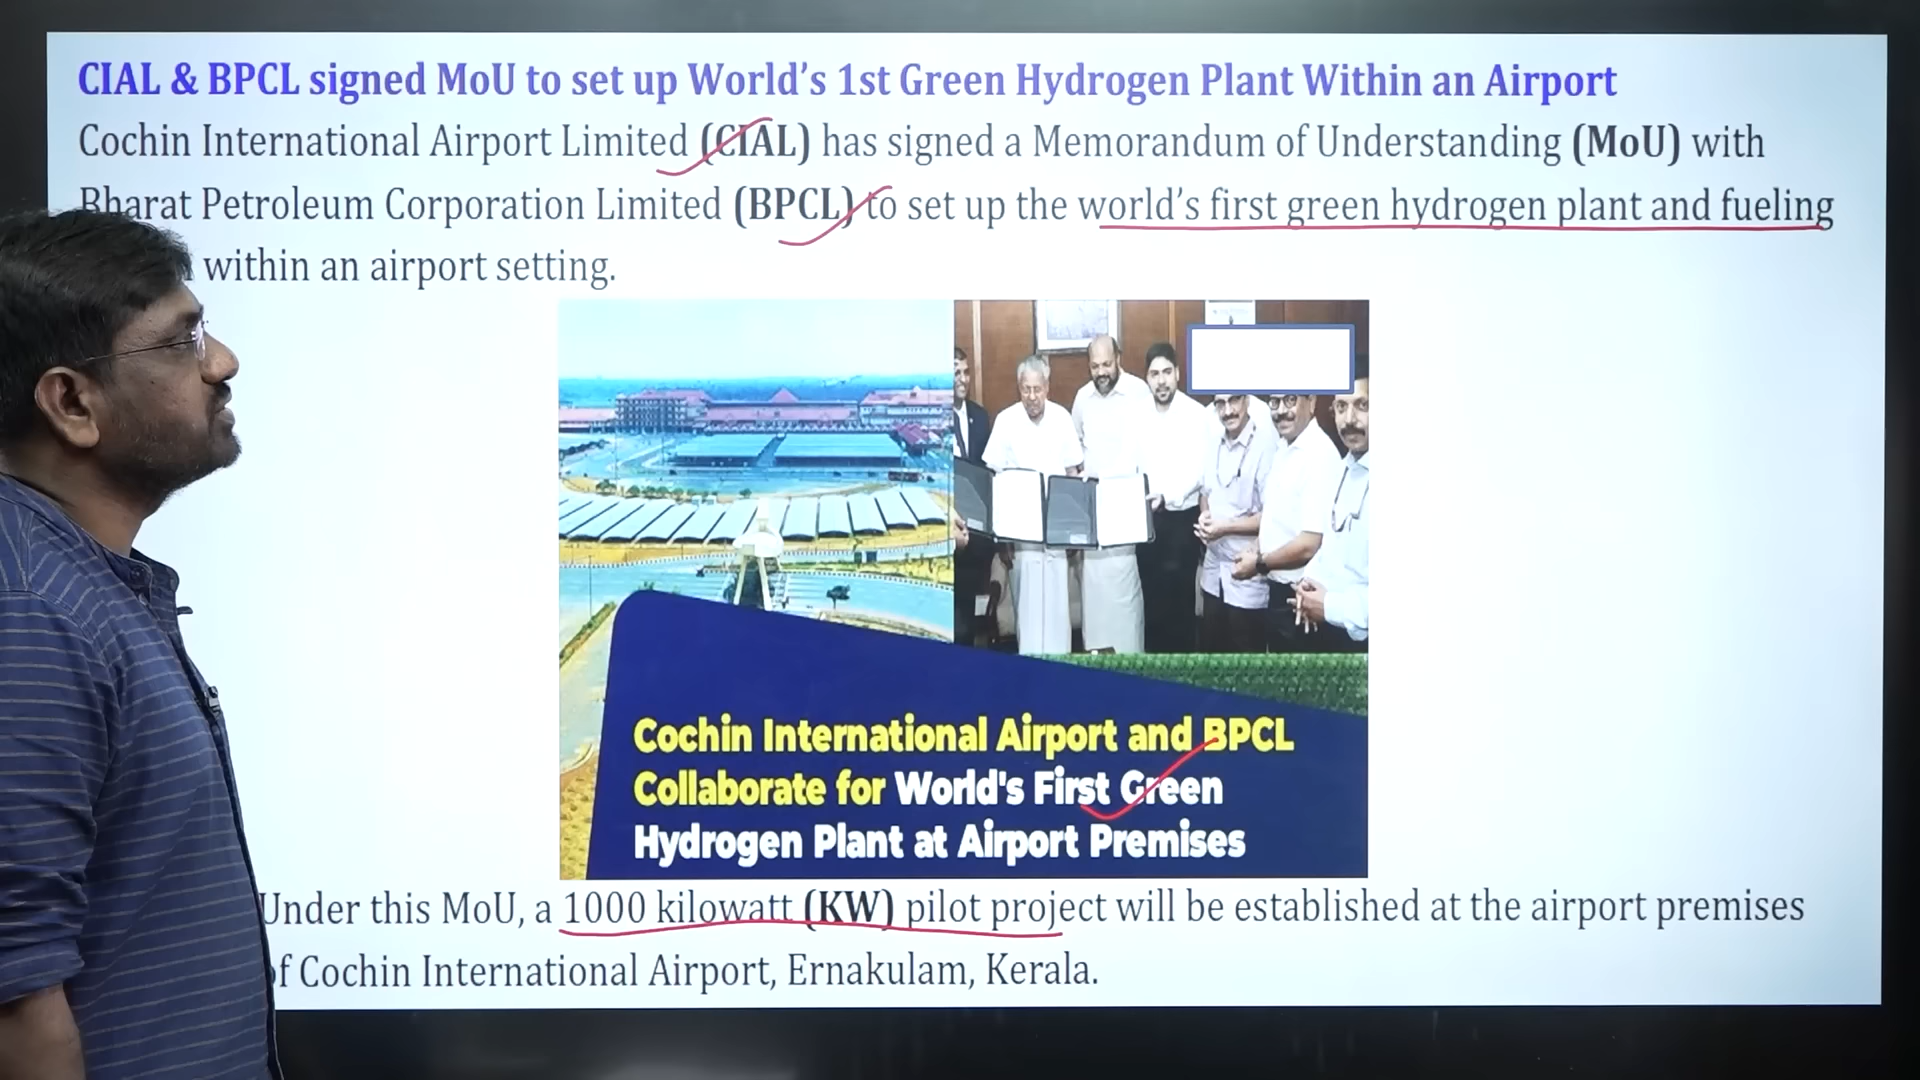 CIAL & BPCL signed MoU to set up World's 1st Green Hydrogen Plant Within an Airport
Cochin International Airport Limited (CIAL) has signed a Memorandum of Understanding (MoU) with
Bharat Petroleum Corporation Limited (BPCL) to set up the world's first green hydrogen plant and fueling
within an airport setting.
Cochin International Airport and BPCL
Collaborate for World's First Green
Hydrogen Plant at Airport Premises
Under this MoU, a 1000 kilowatt (KW) pilot project will be established at the airport premises
of Cochin International Airport, Ernakulam, Kerala.